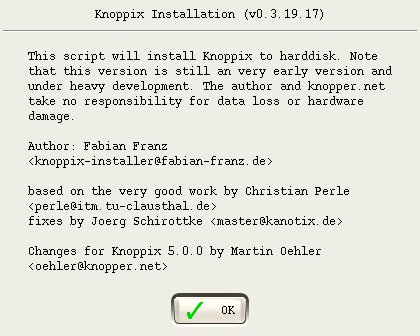 Knoppix Installation (v0.3.19.17)
This script will install Knoppix to harddisk. Note
that this version is still an very early version and
under heavy development. The author and knopper.net
take no responsibility for data loss or hardware
damage.
Author: Fabian Franz
<knoppix-installer@fabian-franz.de>
based on the very good work by Christian Perle
<perle@itm.tu-clausthal.de>
fixes by Joerg Schirottke <master@kanotix.de>
Changes for Knoppix 5.0.0 by Martin Oehler
<oehler@knopper.net>
OK